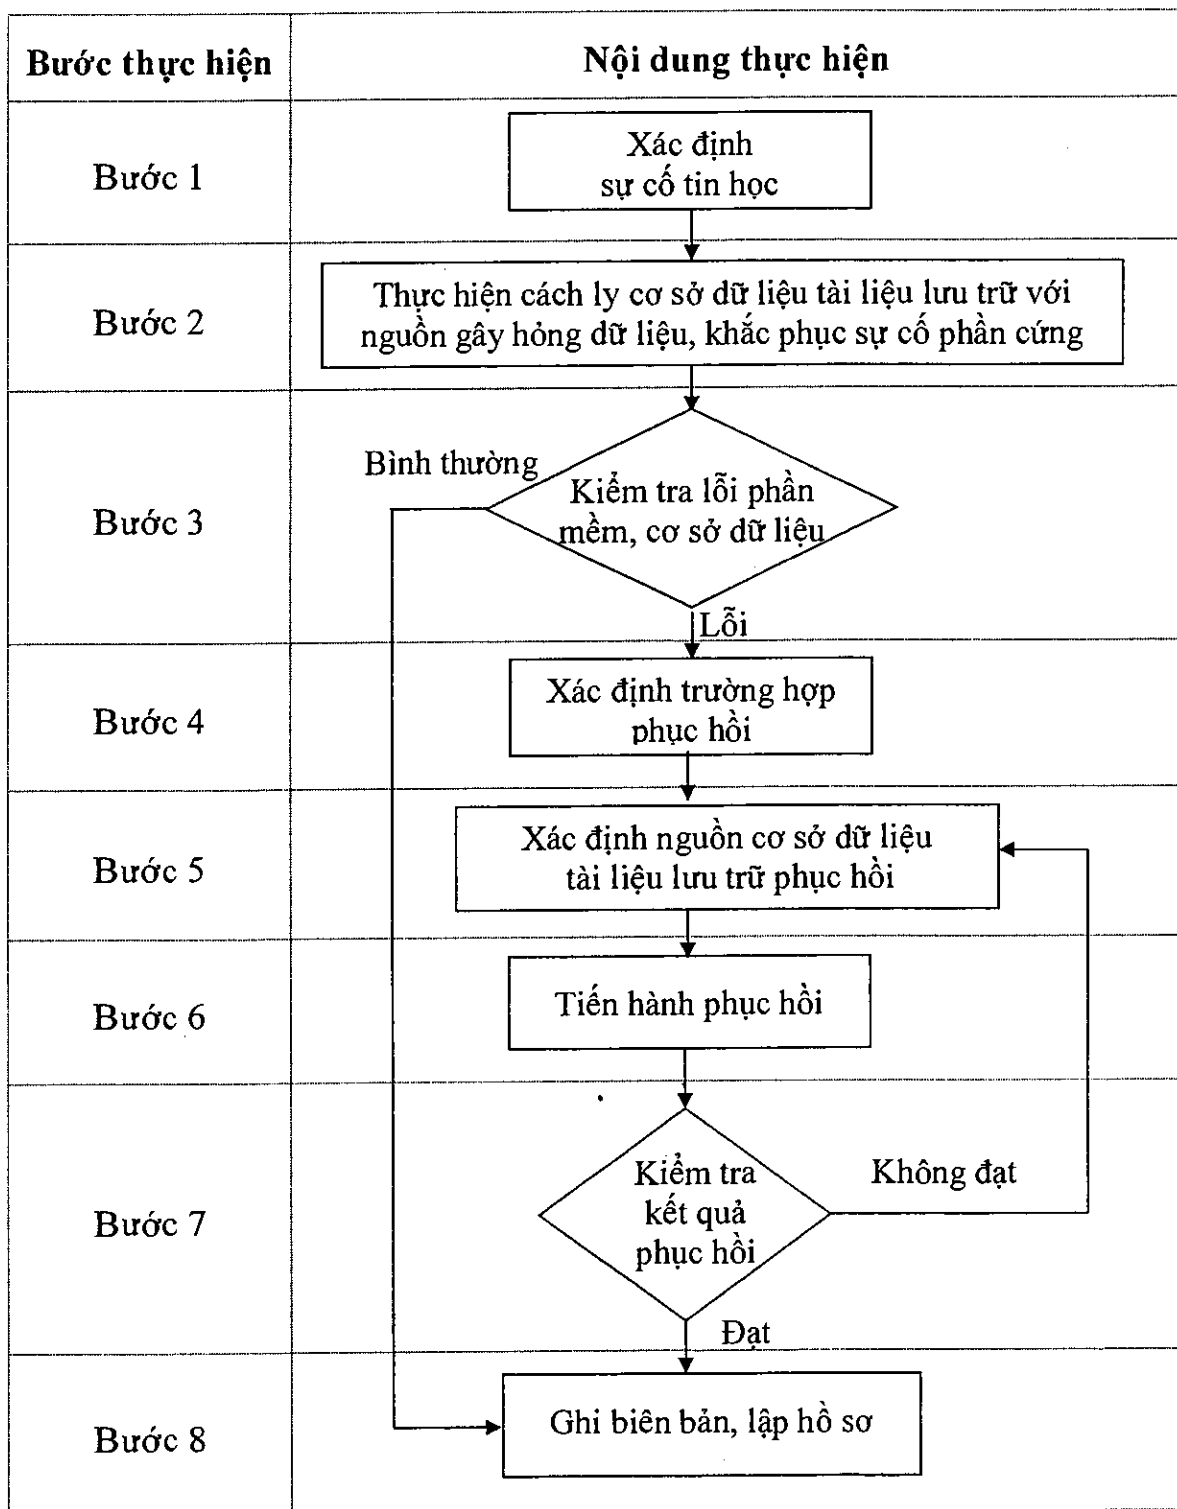 Bước thực hiện
Nội dung thực hiện
Bước 1
Xác định
sự cố tin học
Bước 2
Thực hiện cách ly cơ sở dữ liệu tài liệu lưu trữ với
nguồn gây hỏng dữ liệu, khắc phục sự cố phần cứng
Bước 3
Bình thường
Kiểm tra lỗi phần
mềm, cơ sở dữ liệu
Lỗi
Bước 4
Xác định trường hợp
phục hồi
Bước 5
Xác định nguồn cơ sở dữ liệu
tài liệu lưu trữ phục hồi
Bước 6
Tiến hành phục hồi
Bước 7
Kiểm tra
kết quả
phục hồi
Không đạt
Đạt
Bước 8
Ghi biên bản, lập hồ sơ